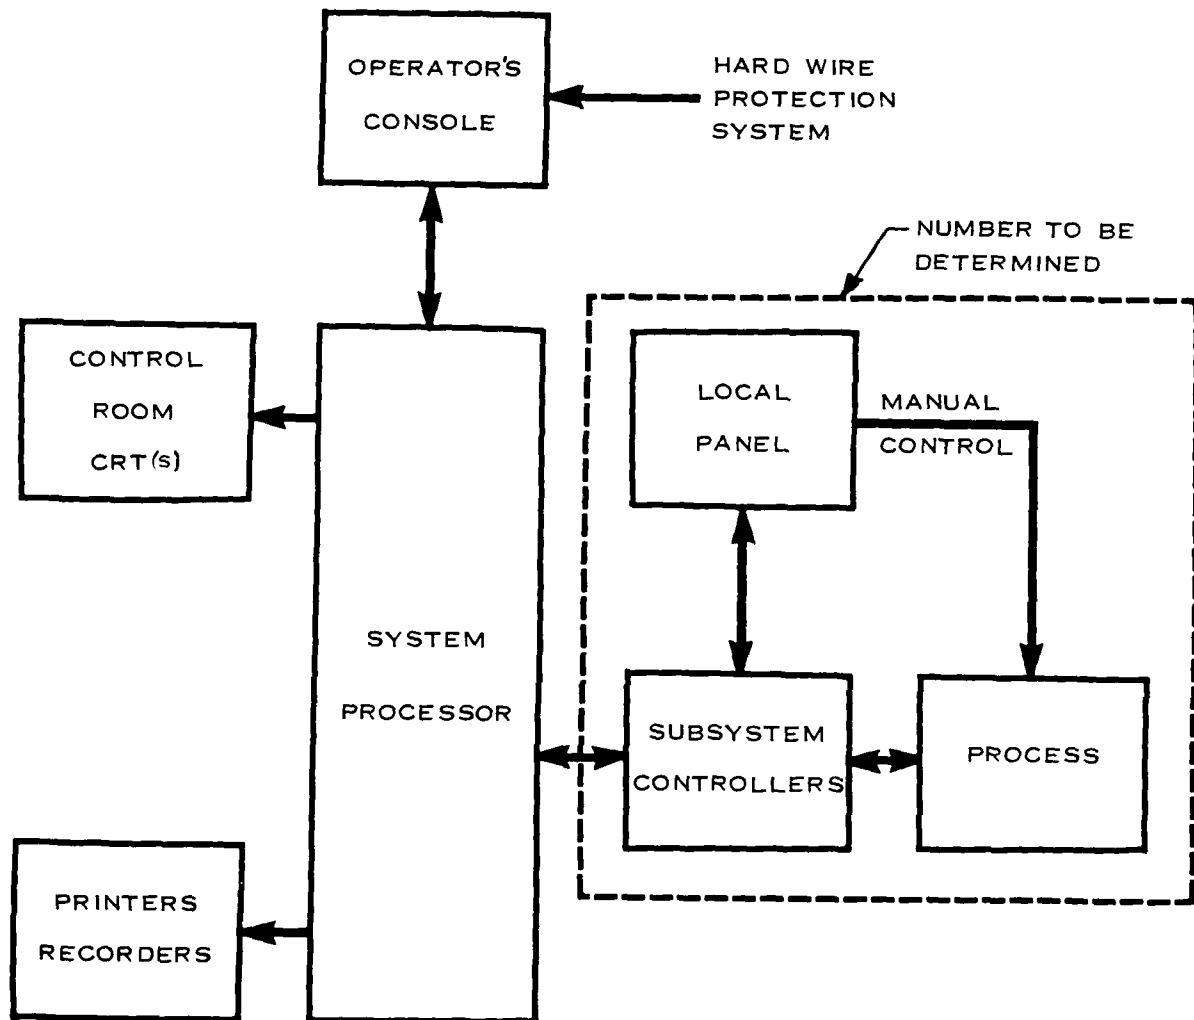 OPERATOR'S
CONSOLE
HARD WIRE
PROTECTION
SYSTEM
NUMBER TO BE
DETERMINED
CONTROL
ROOM
CRT(S)
LOCAL
PANEL
MANUAL
CONTROL
SYSTEM
PROCESSOR
SUBSYSTEM
CONTROLLERS
PROCESS
PRINTERS
RECORDERS